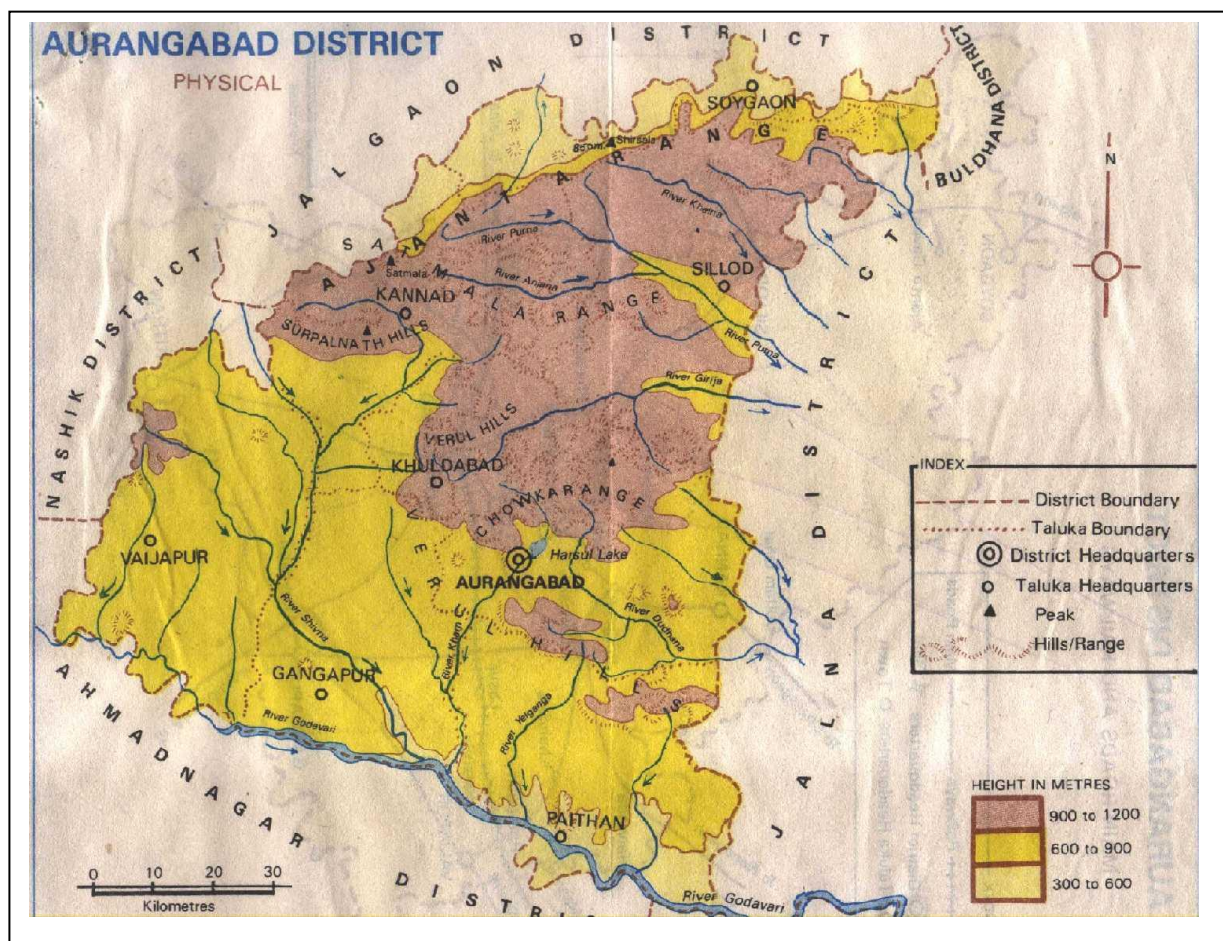 AURANGABAD DISTRICT
PHYSICAL
JALGAON DISTRICT
BULDHANA DISTRICT
NASHIK DISTRICT
AHMADNAGAR DISTRICT
JALNA DISTRICT
N
SOYGAON
Shirsala
AJANTA RANGE
River Khelna
River Purna
SATMALA RANGE
Satmala
River Anjana
SILLOD
KANNAD
SURPALNATH HILLS
River Purna
River Girija
VERUL HILLS
KHULDABAD
CHOWKARANGE
Harsul Lake
VAIJAPUR
AURANGABAD
VERUL HILLS
River Shivna
River Kham
River Dudhana
GANGAPUR
River Yelganga
River Godavari
PAITHAN
River Godavari
INDEX
District Boundary
Taluka Boundary
District Headquarters
Taluka Headquarters
Peak
Hills/Range
HEIGHT IN METRES
900 to 1200
600 to 900
300 to 600
0 10 20 30
Kilometres